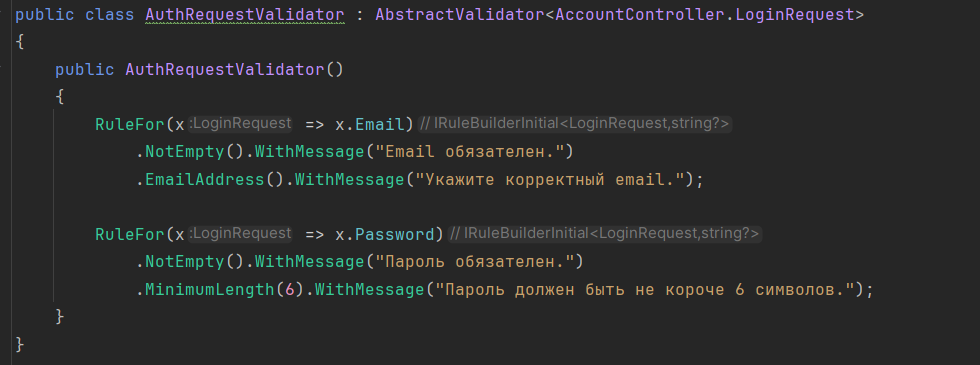 public class AuthRequestValidator : AbstractValidator<AccountController.LoginRequest>
{
    public AuthRequestValidator()
    {
        RuleFor(x :LoginRequest => x.Email) // IRuleBuilderInitial<LoginRequest,string?>
            .NotEmpty().WithMessage("Email обязателен.")
            .EmailAddress().WithMessage("Укажите корректный email.");

        RuleFor(x :LoginRequest => x.Password) // IRuleBuilderInitial<LoginRequest,string?>
            .NotEmpty().WithMessage("Пароль обязателен.")
            .MinimumLength(6).WithMessage("Пароль должен быть не короче 6 символов.");
    }
}